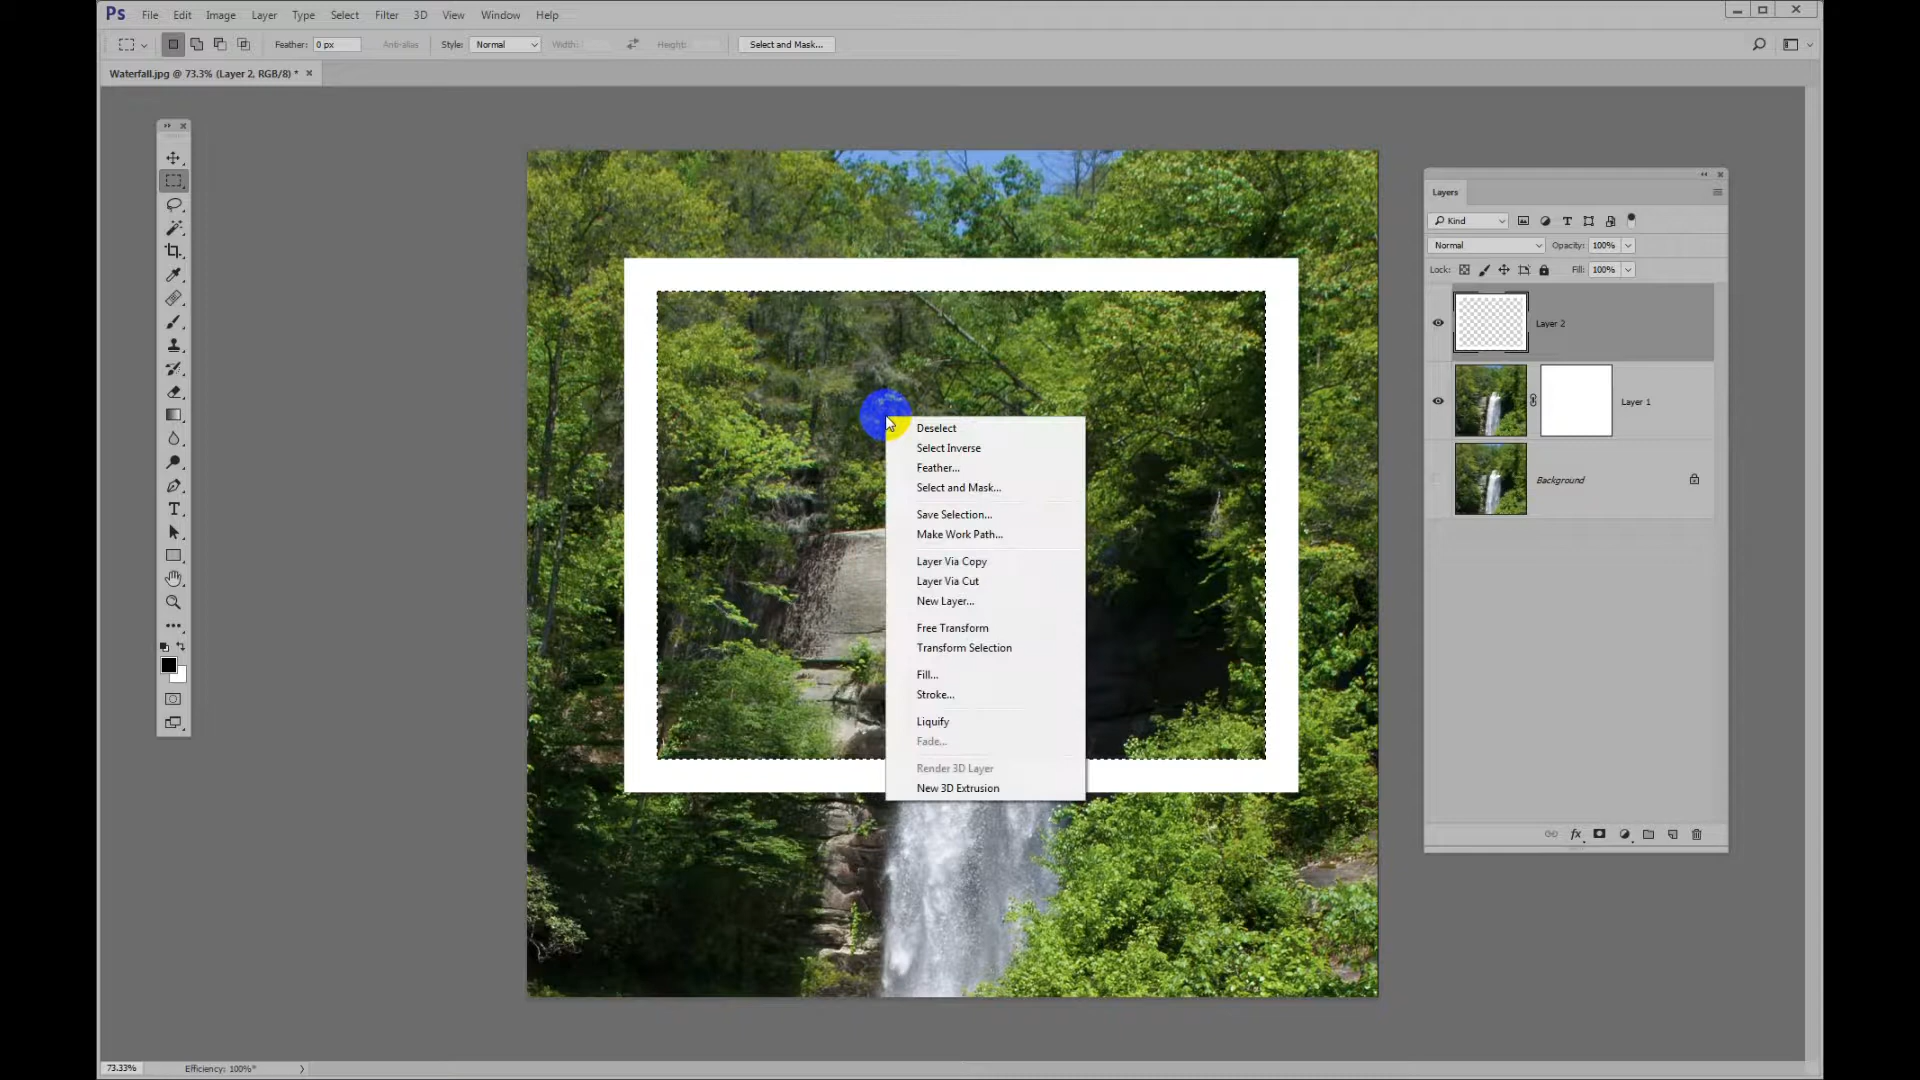 Ps File Edit Image Layer Type Select Filter 3D View Window Help
Feather: 0 px Anti-alias Style: Normal Width: Height: Select and Mask...
Waterfall.jpg @ 73.3% (Layer 2, RGB/8) *
Layers
Kind
Normal Opacity: 100%
Lock: Fill: 100%
Layer 2
Layer 1
Background
Deselect
Select Inverse
Feather...
Select and Mask...
Save Selection...
Make Work Path...
Layer Via Copy
Layer Via Cut
New Layer...
Free Transform
Transform Selection
Fill...
Stroke...
Liquify
Fade...
Render 3D Layer
New 3D Extrusion
73.33% Efficiency: 100%*